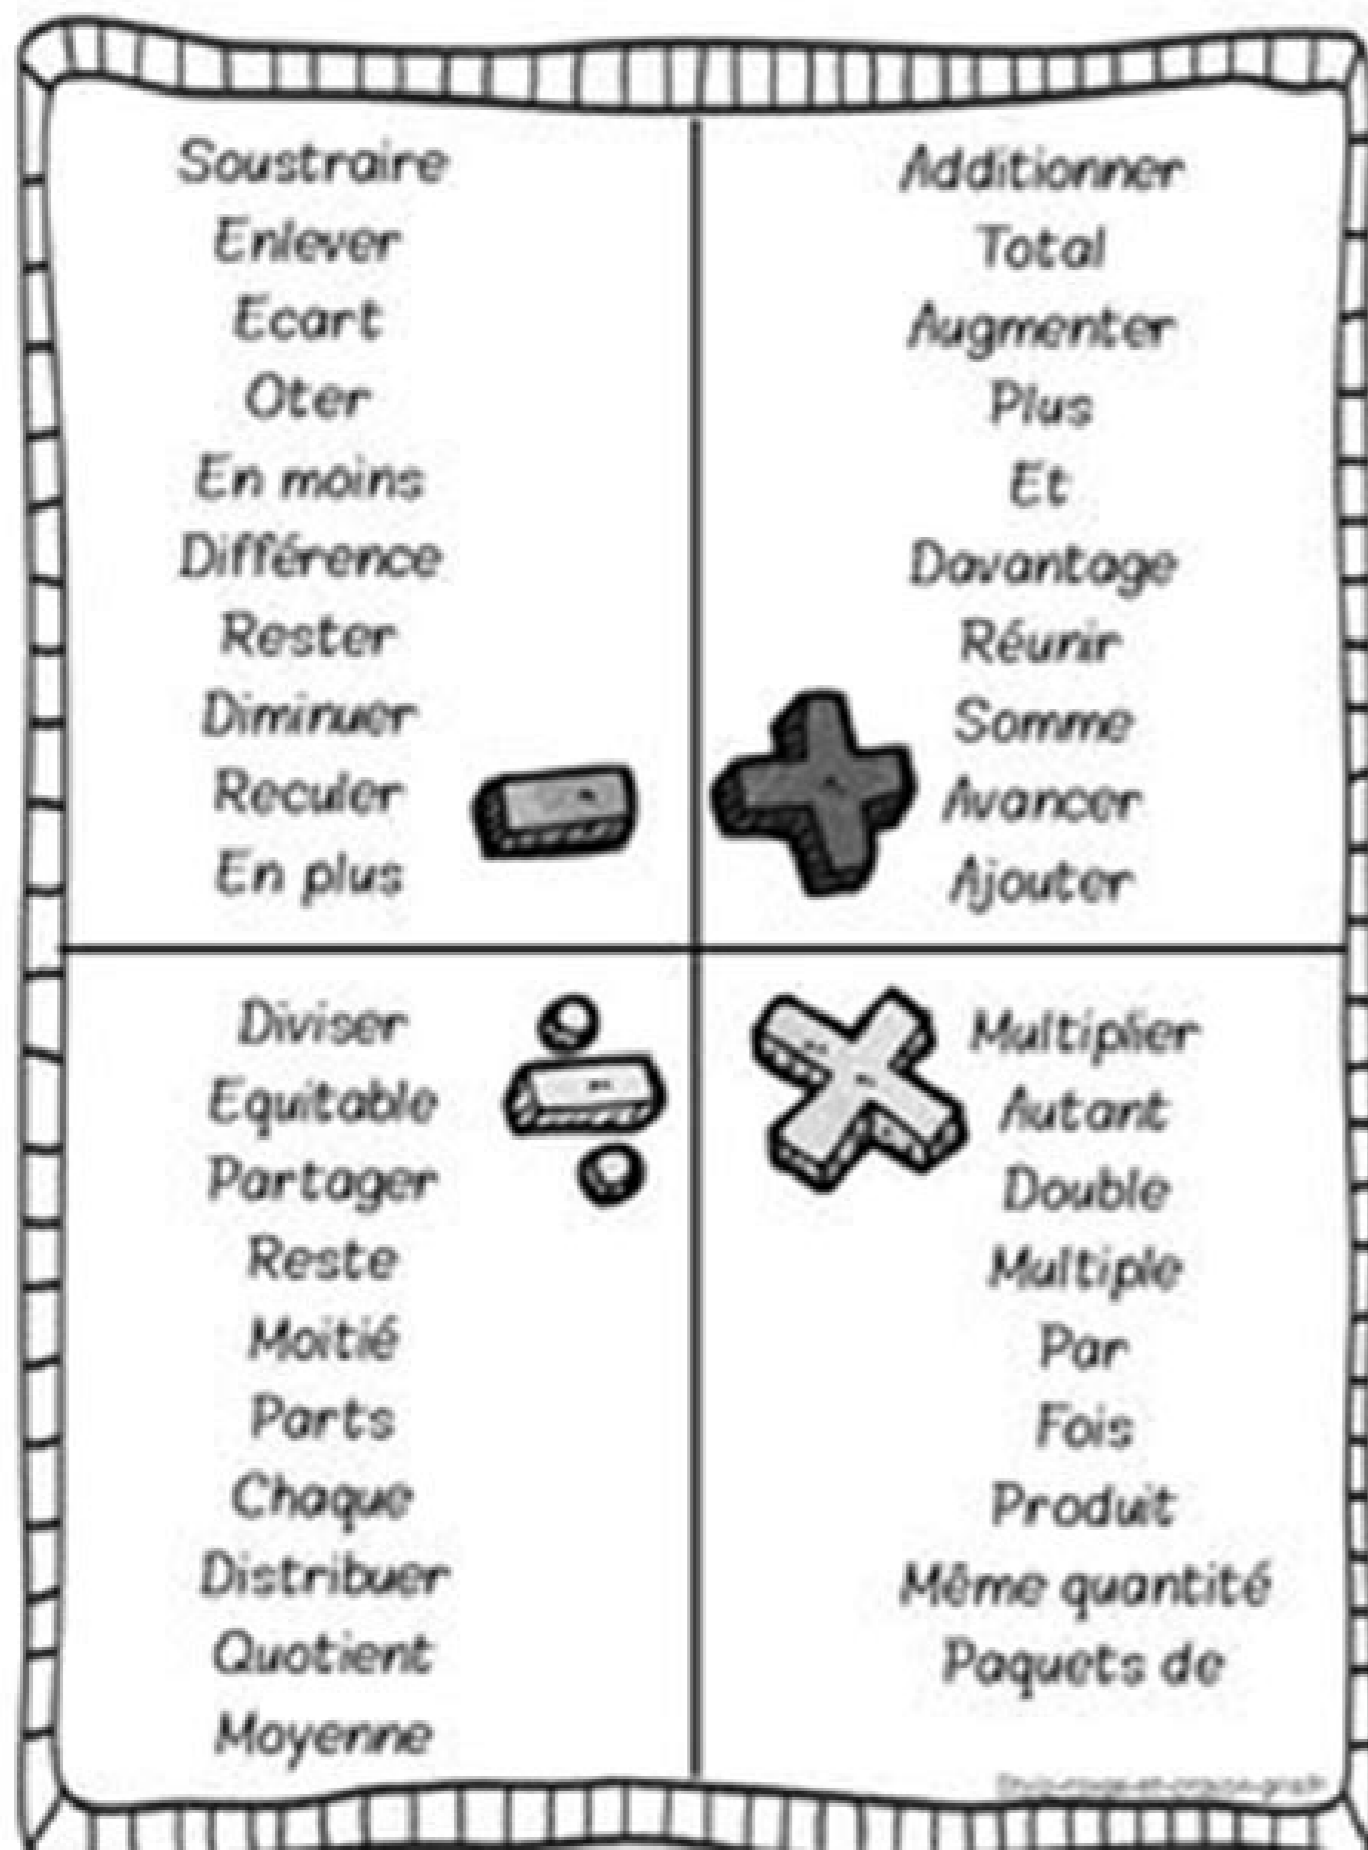 Soustraire
Enlever
Ecart
Oter
En moins
Différence
Rester
Diminuer
Reculer
En plus
Additionner
Total
Augmenter
Plus
Et
Davantage
Réunir
Somme
Avancer
Ajouter
Diviser
Equitable
Partager
Reste
Moitié
Parts
Chaque
Distribuer
Quotient
Moyenne
Multiplier
Autant
Double
Multiple
Par
Fois
Produit
Même quantité
Paquets de